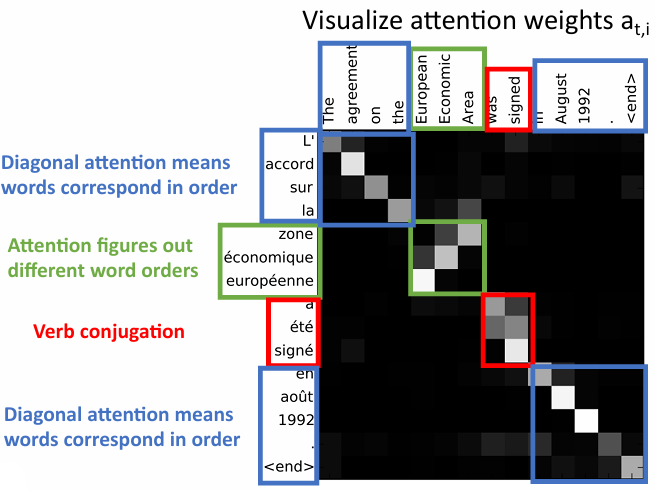 Visualize attention weights a_{t,i}
The
agreement
on
the
European
Economic
Area
was
signed
in
August
1992
.
<end>
L'
accord
sur
la
zone
économique
européenne
a
été
signé
en
août
1992
.
<end>
Diagonal attention means
words correspond in order
Attention figures out
different word orders
Verb conjugation
Diagonal attention means
words correspond in order